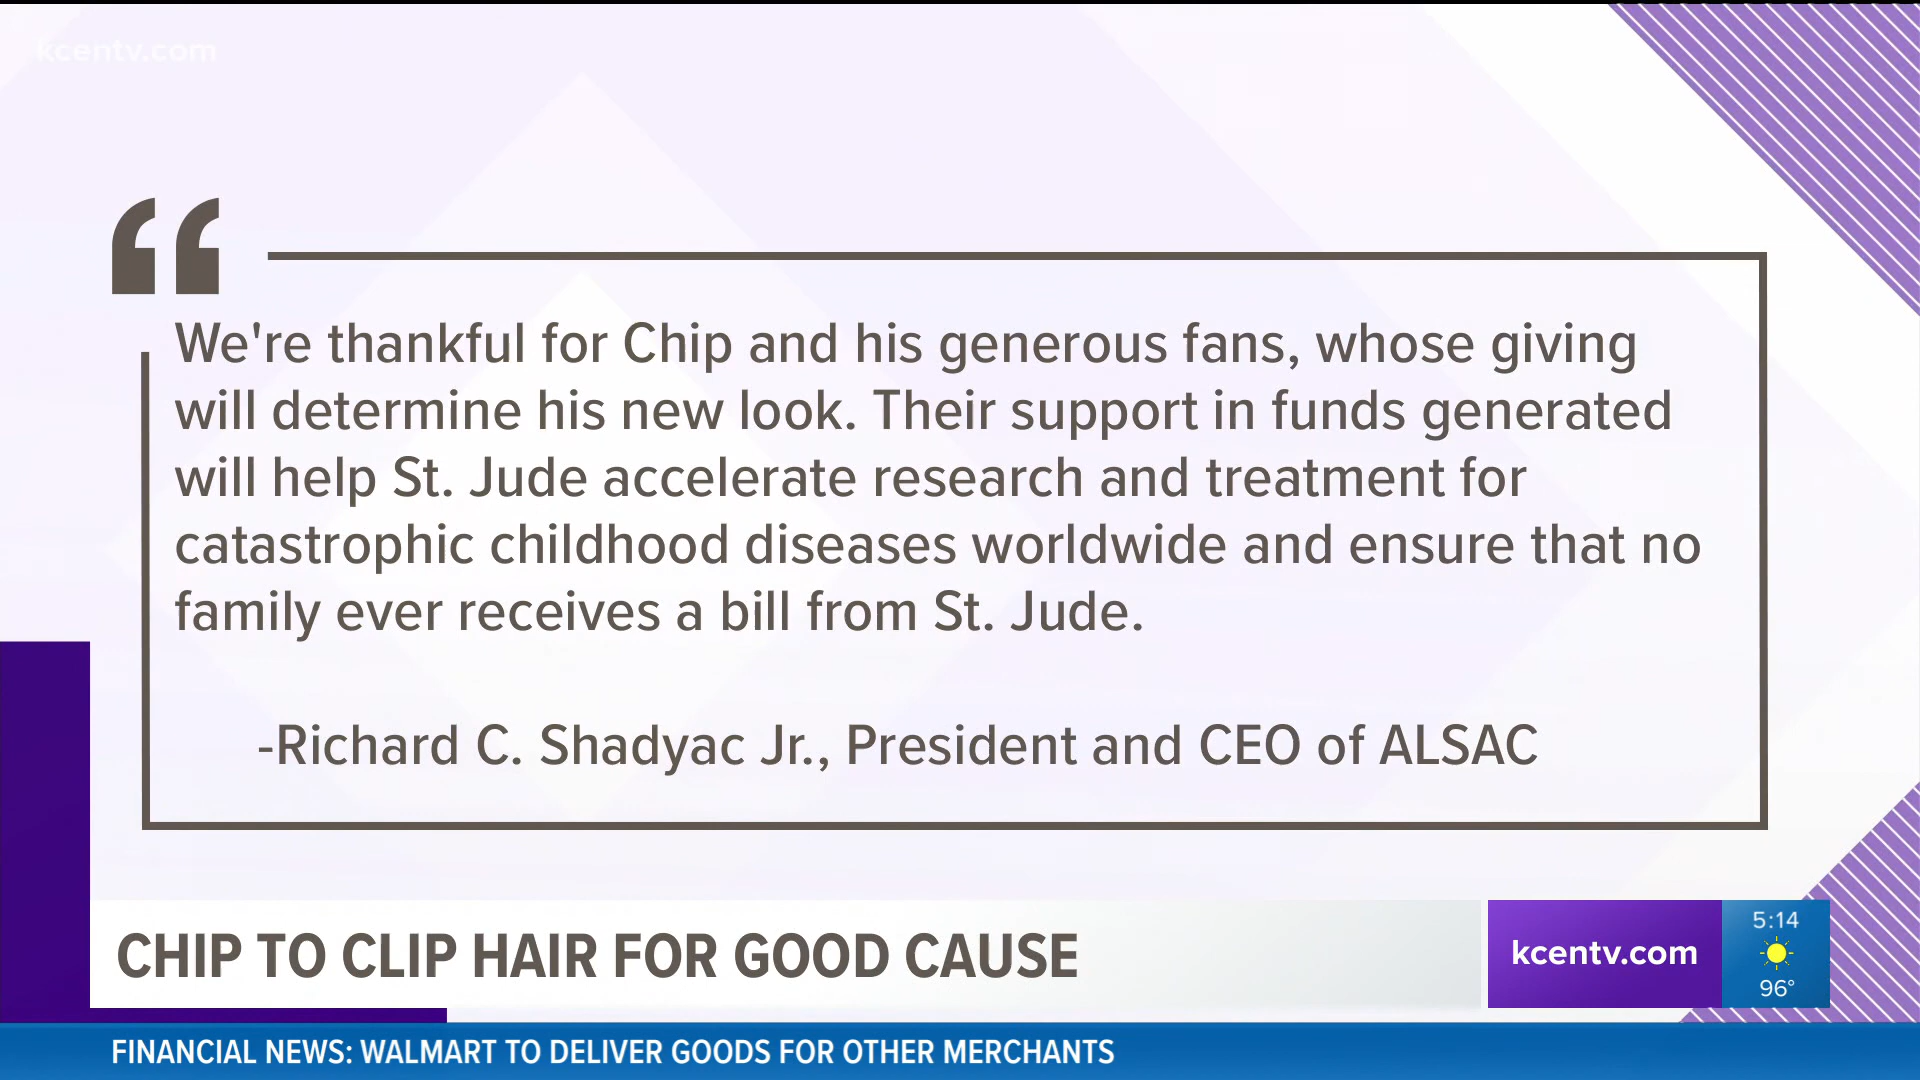 kcentv.com
“
We're thankful for Chip and his generous fans, whose giving
will determine his new look. Their support in funds generated
will help St. Jude accelerate research and treatment for
catastrophic childhood diseases worldwide and ensure that no
family ever receives a bill from St. Jude.
-Richard C. Shadyac Jr., President and CEO of ALSAC
CHIP TO CLIP HAIR FOR GOOD CAUSE
kcentv.com
5:14
96°
FINANCIAL NEWS: WALMART TO DELIVER GOODS FOR OTHER MERCHANTS